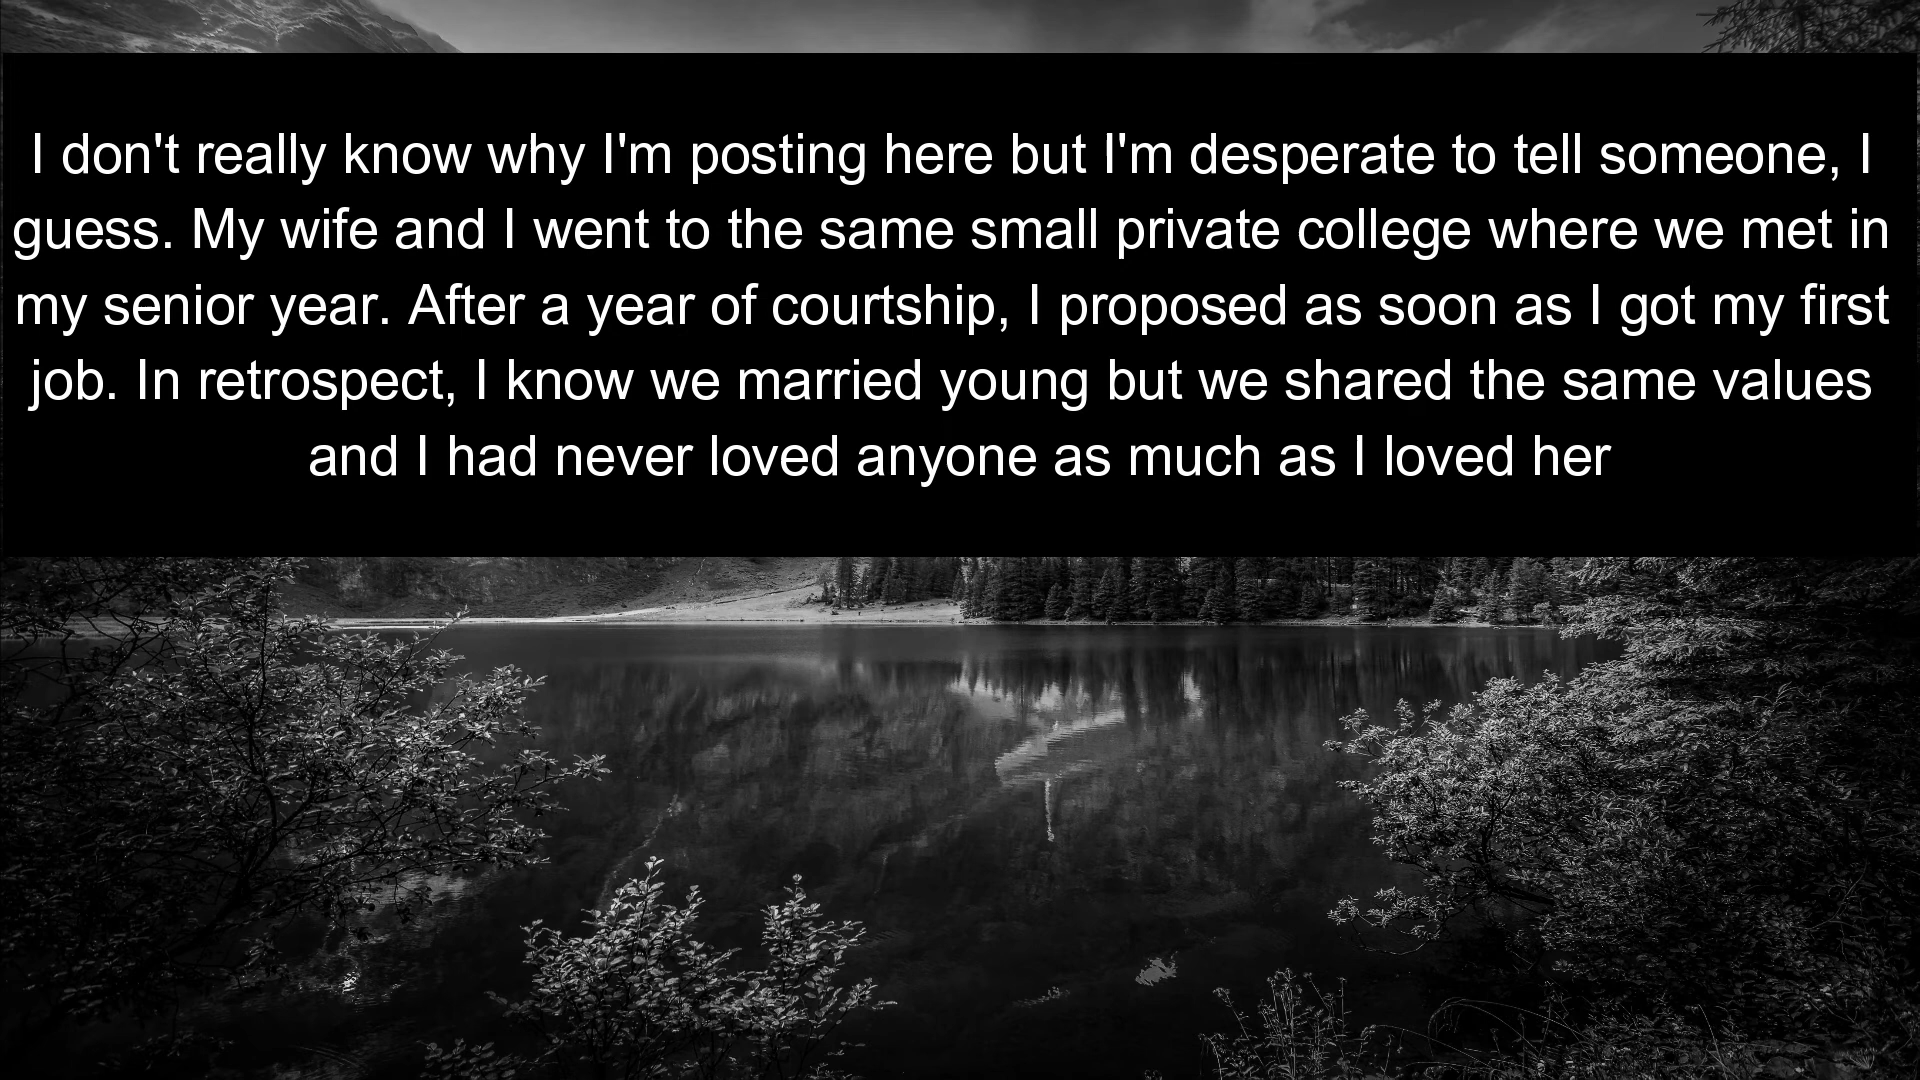 I don't really know why I'm posting here but I'm desperate to tell someone, I
guess. My wife and I went to the same small private college where we met in
my senior year. After a year of courtship, I proposed as soon as I got my first
job. In retrospect, I know we married young but we shared the same values
and I had never loved anyone as much as I loved her